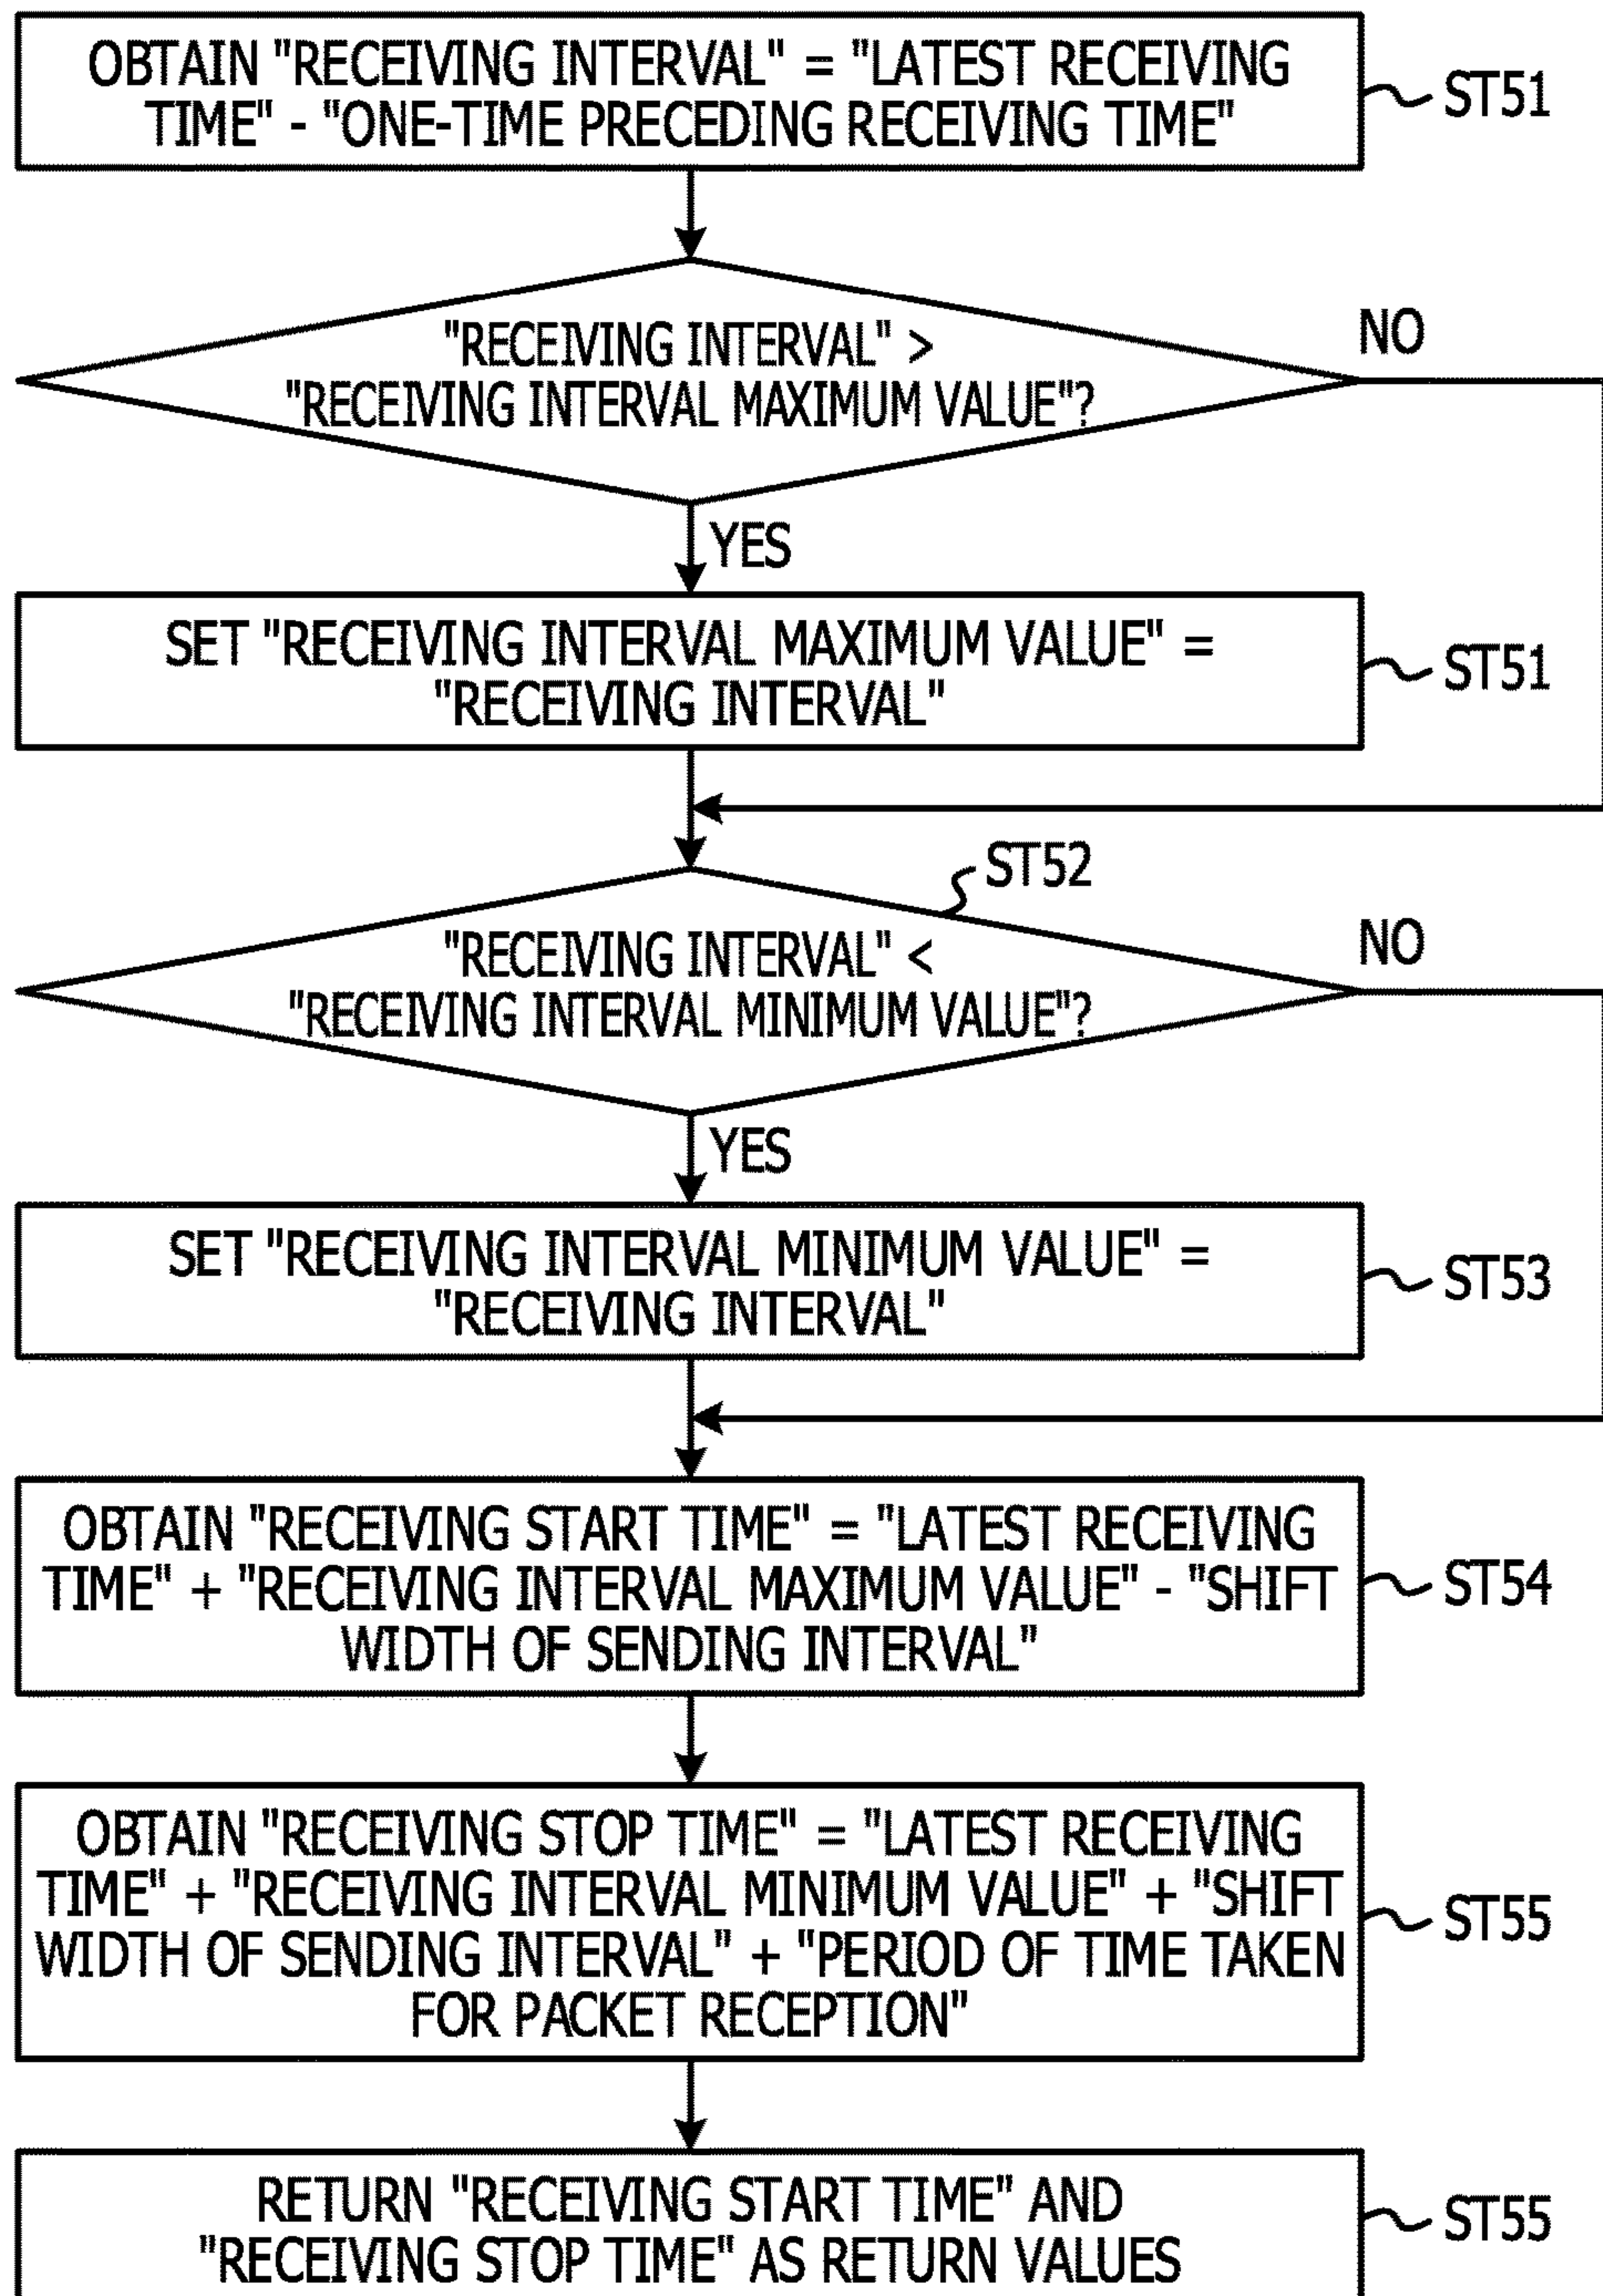 OBTAIN "RECEIVING INTERVAL" = "LATEST RECEIVING
TIME" - "ONE-TIME PRECEDING RECEIVING TIME"
ST51
"RECEIVING INTERVAL" >
"RECEIVING INTERVAL MAXIMUM VALUE"?
NO
YES
SET "RECEIVING INTERVAL MAXIMUM VALUE" =
"RECEIVING INTERVAL"
ST51
ST52
"RECEIVING INTERVAL" <
"RECEIVING INTERVAL MINIMUM VALUE"?
NO
YES
SET "RECEIVING INTERVAL MINIMUM VALUE" =
"RECEIVING INTERVAL"
ST53
OBTAIN "RECEIVING START TIME" = "LATEST RECEIVING
TIME" + "RECEIVING INTERVAL MAXIMUM VALUE" - "SHIFT
WIDTH OF SENDING INTERVAL"
ST54
OBTAIN "RECEIVING STOP TIME" = "LATEST RECEIVING
TIME" + "RECEIVING INTERVAL MINIMUM VALUE" + "SHIFT
WIDTH OF SENDING INTERVAL" + "PERIOD OF TIME TAKEN
FOR PACKET RECEPTION"
ST55
RETURN "RECEIVING START TIME" AND
"RECEIVING STOP TIME" AS RETURN VALUES
ST55